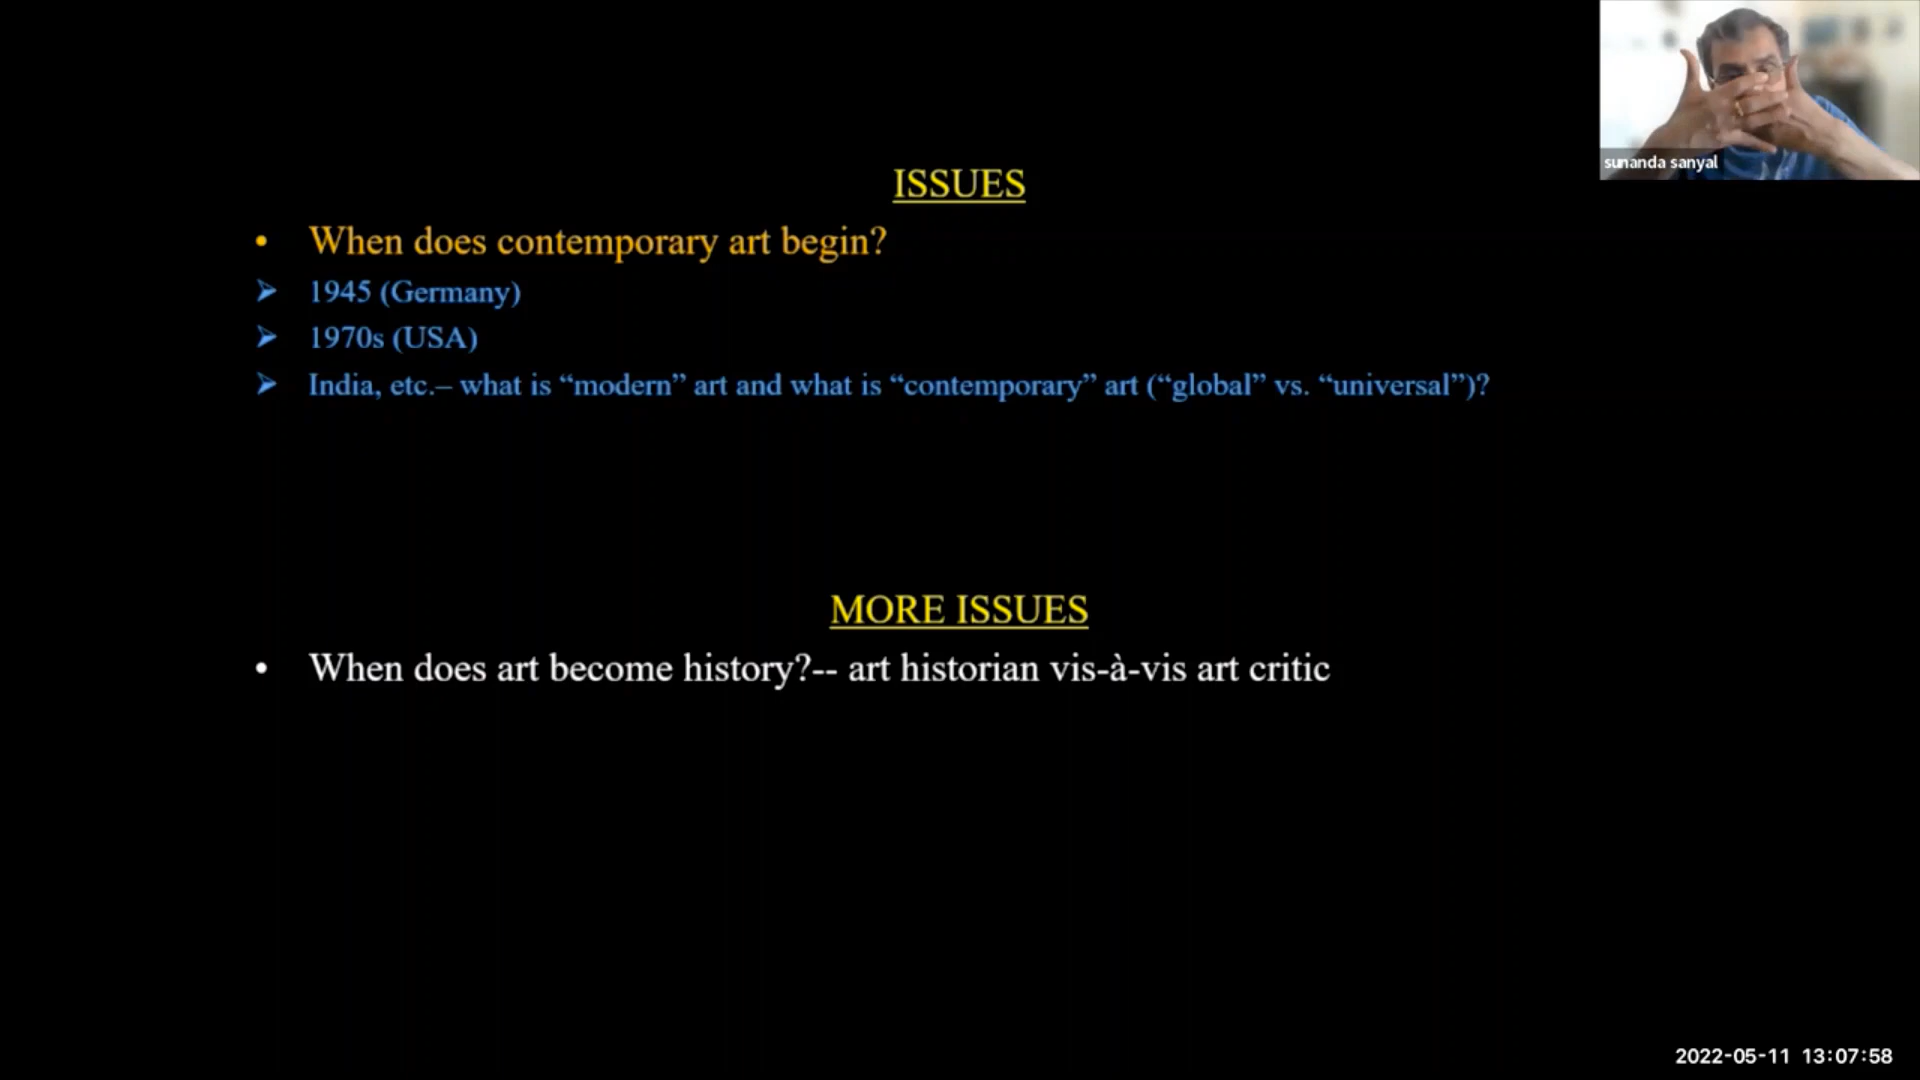 sunanda sanyal
ISSUES
• When does contemporary art begin?
➢ 1945 (Germany)
➢ 1970s (USA)
➢ India, etc.– what is “modern” art and what is “contemporary” art (“global” vs. “universal”)?
MORE ISSUES
• When does art become history?-- art historian vis-à-vis art critic
2022-05-11 13:07:58